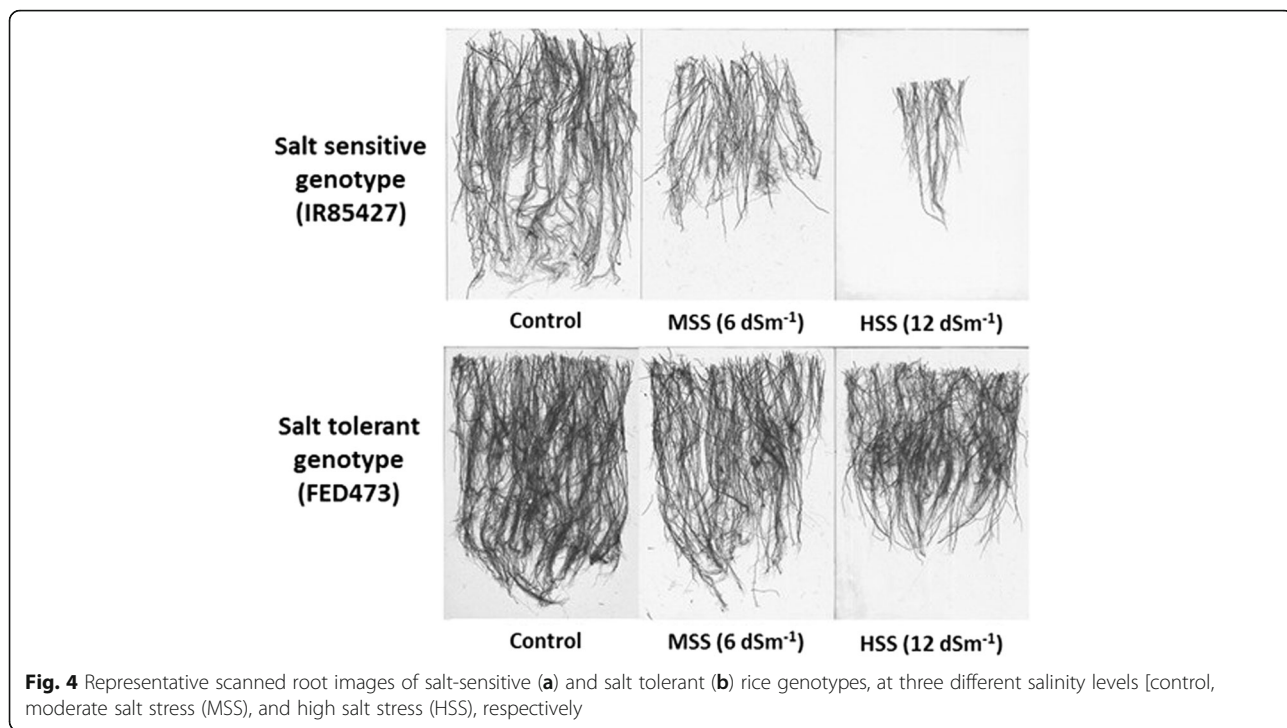 Salt sensitive
genotype
(IR85427)
Control MSS (6 dSm⁻¹) HSS (12 dSm⁻¹)
Salt tolerant
genotype
(FED473)
Control MSS (6 dSm⁻¹) HSS (12 dSm⁻¹)
Fig. 4 Representative scanned root images of salt-sensitive (a) and salt tolerant (b) rice genotypes, at three different salinity levels [control,
moderate salt stress (MSS), and high salt stress (HSS), respectively